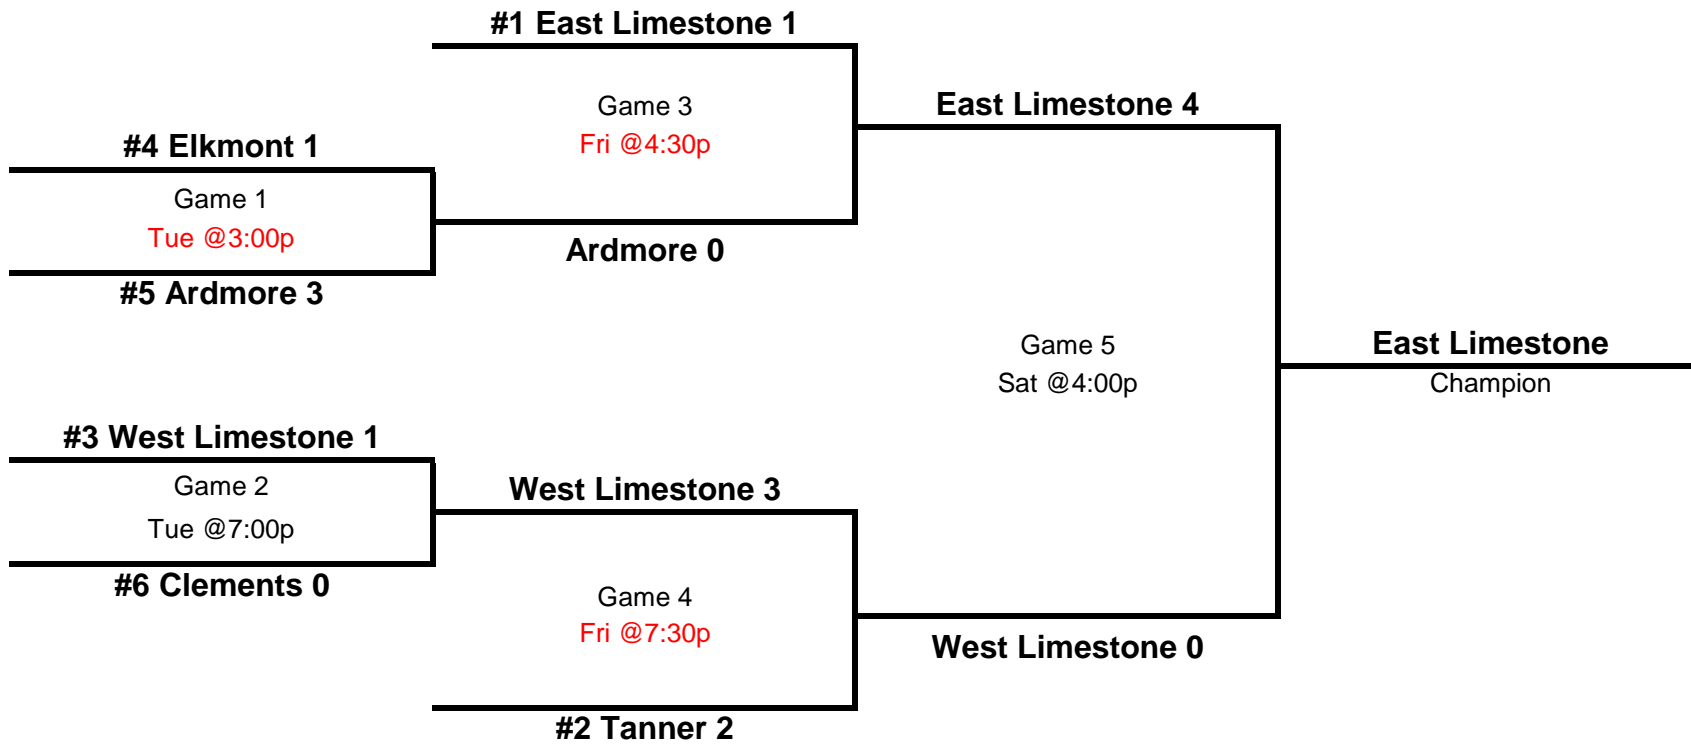 #1 East Limestone 1
Game 3
Fri @4:30p
East Limestone 4
#4 Elkmont 1
Game 1
Tue @3:00p
#5 Ardmore 3
Ardmore 0
Game 5
Sat @4:00p
East Limestone
Champion
#3 West Limestone 1
Game 2
Tue @7:00p
#6 Clements 0
West Limestone 3
Game 4
Fri @7:30p
#2 Tanner 2
West Limestone 0